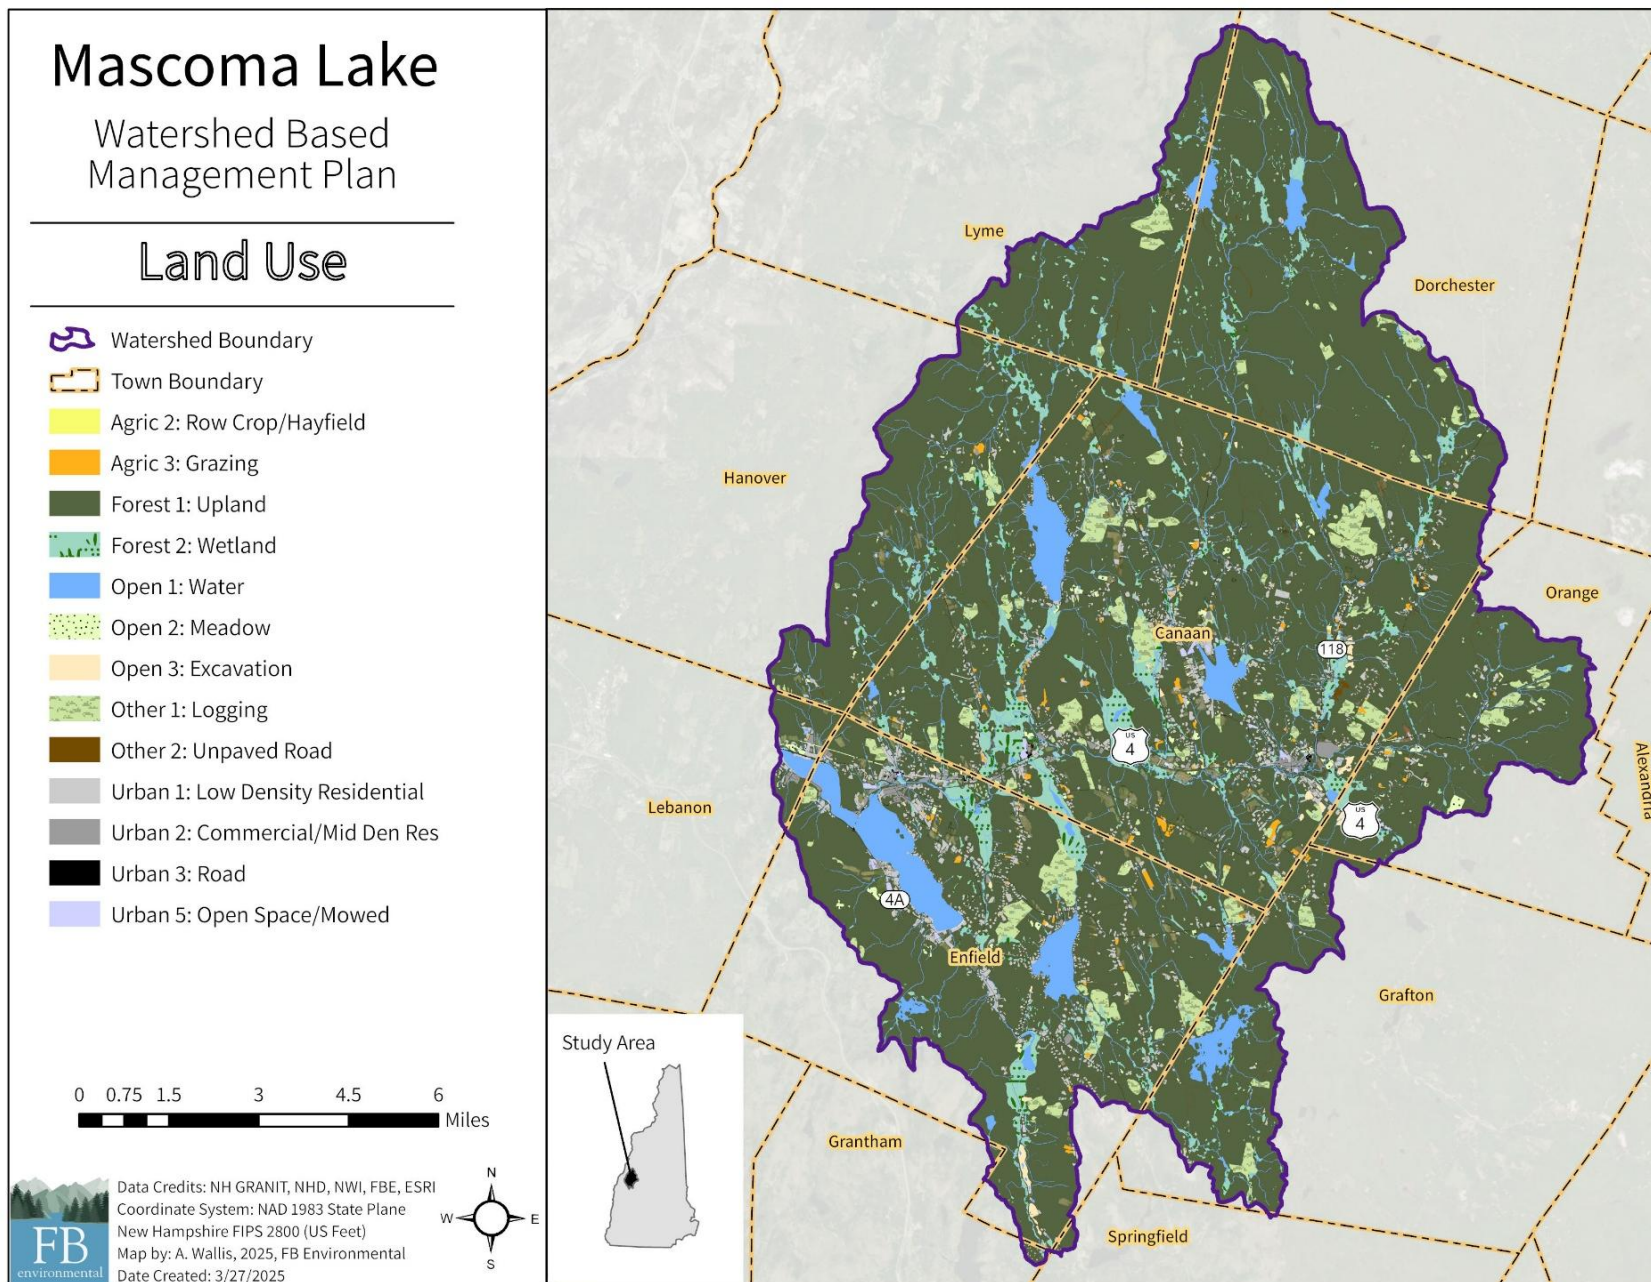 Mascoma Lake
Watershed Based
Management Plan
Land Use
Watershed Boundary
Town Boundary
Agric 2: Row Crop/Hayfield
Agric 3: Grazing
Forest 1: Upland
Forest 2: Wetland
Open 1: Water
Open 2: Meadow
Open 3: Excavation
Other 1: Logging
Other 2: Unpaved Road
Urban 1: Low Density Residential
Urban 2: Commercial/Mid Den Res
Urban 3: Road
Urban 5: Open Space/Mowed
0 0.75 1.5 3 4.5 6
Miles
FB
environmental
Data Credits: NH GRANIT, NHD, NWI, FBE, ESRI
Coordinate System: NAD 1983 State Plane
New Hampshire FIPS 2800 (US Feet)
Map by: A. Wallis, 2025, FB Environmental
Date Created: 3/27/2025
N
W E
S
Study Area
Lyme
Dorchester
Hanover
Orange
Canaan
118
US
4
Alexandria
Lebanon
US
4
4A
Enfield
Grafton
Grantham
Springfield